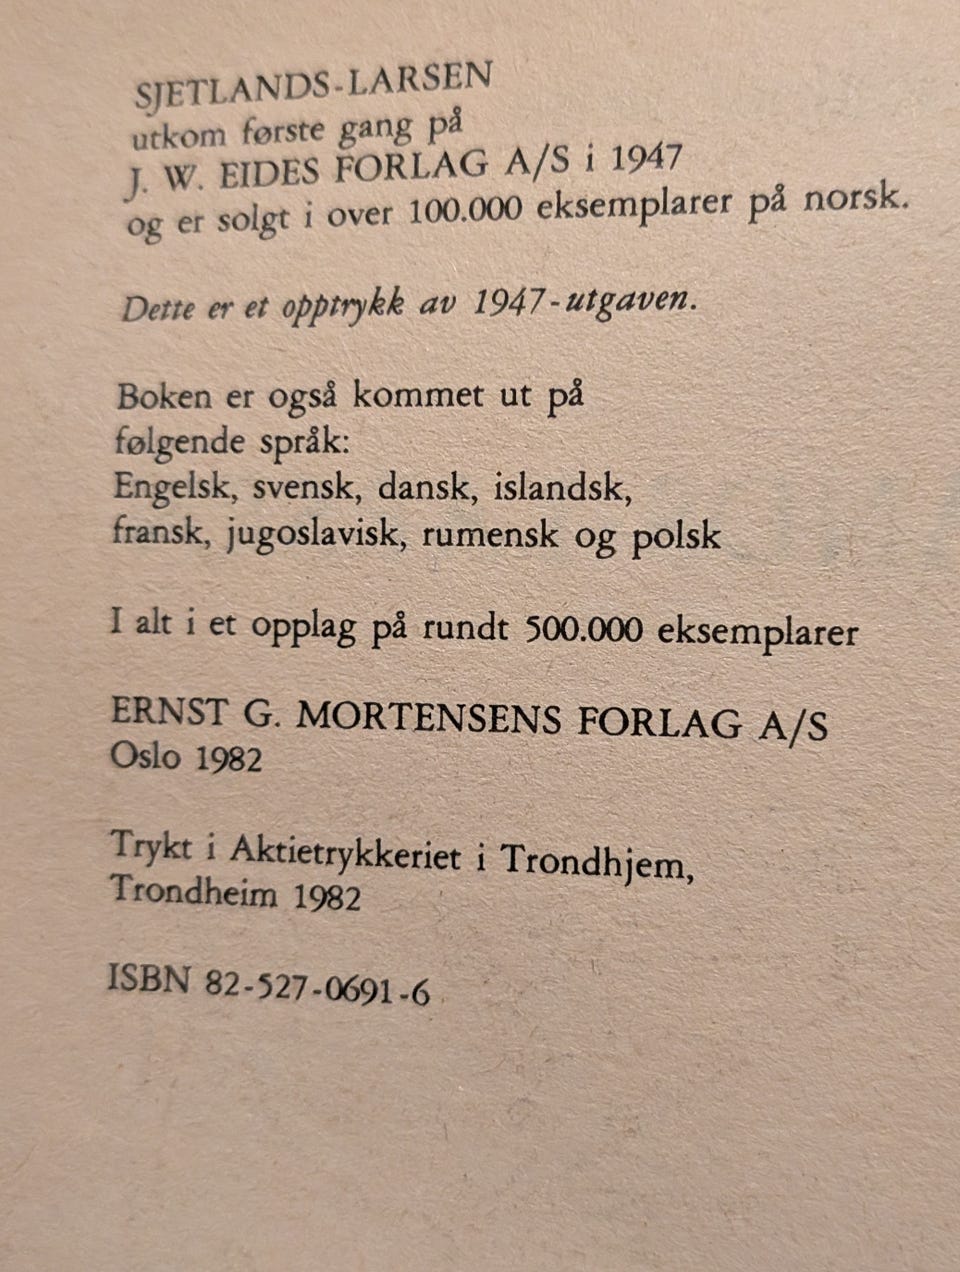 SJETLANDS-LARSEN
utkom første gang på
J. W. EIDES FORLAG A/S i 1947
og er solgt i over 100.000 eksemplarer på norsk.
Dette er et opptrykk av 1947-utgaven.
Boken er også kommet ut på
følgende språk:
Engelsk, svensk, dansk, islandsk,
fransk, jugoslavisk, rumensk og polsk
I alt i et opplag på rundt 500.000 eksemplarer
ERNST G. MORTENSENS FORLAG A/S
Oslo 1982
Trykt i Aktietrykkeriet i Trondhjem,
Trondheim 1982
ISBN 82-527-0691-6